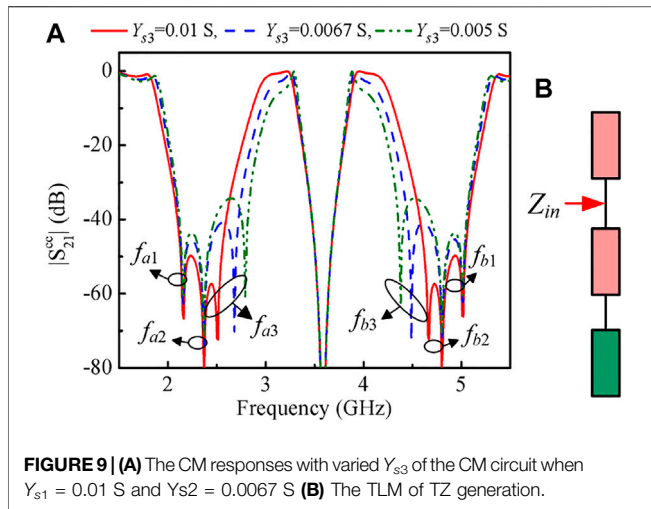 A
Ys3=0.01 S, Ys3=0.0067 S, Ys3=0.005 S
B
|S21^cc| (dB)
0
-20
-40
-60
-80
fa1
fa2
fa3
fb3
fb1
fb2
2 3 4 5
Frequency (GHz)
Zin
FIGURE 9 | (A) The CM responses with varied Ys3 of the CM circuit when
Ys1 = 0.01 S and Ys2 = 0.0067 S (B) The TLM of TZ generation.